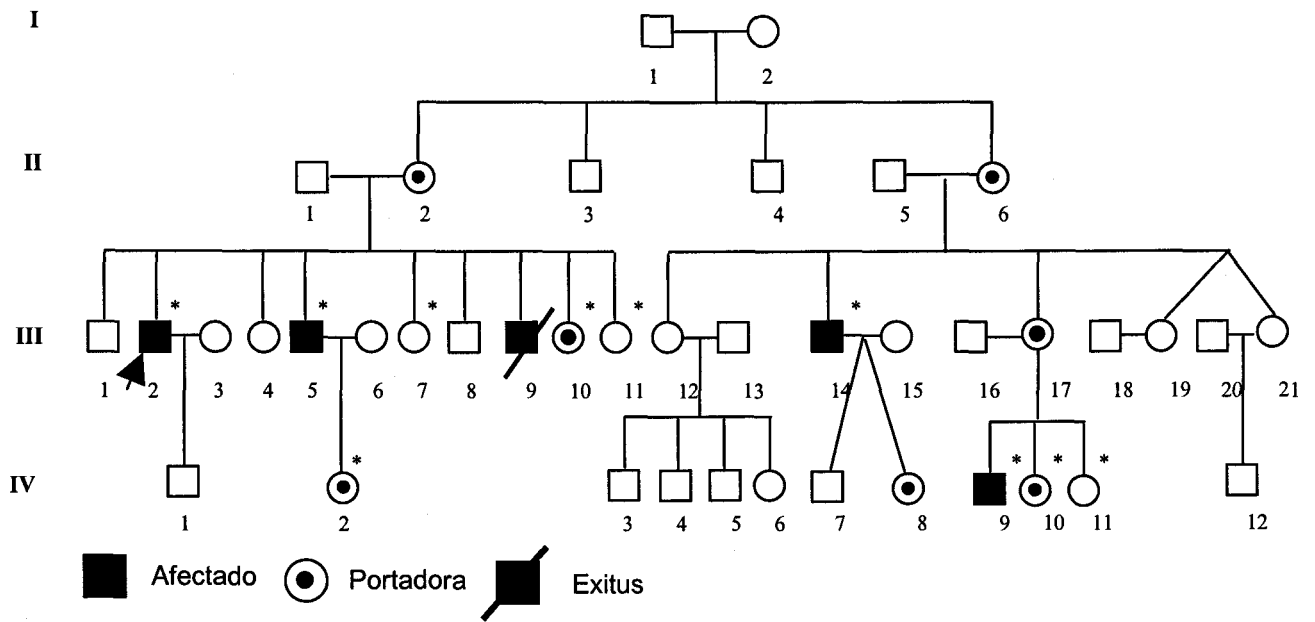 I
1 2
II
1 2 3 4 5 6
* * * * * *
III
1 2 3 4 5 6 7 8 9 10 11 12 13 14 15 16 17 18 19 20 21
* * * *
IV
1 2 3 4 5 6 7 8 9 10 11 12
Afectado Portadora Exitus